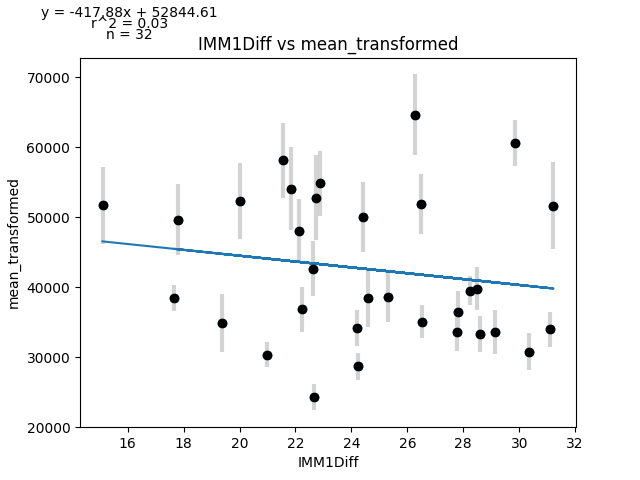 y = -417.88x + 52844.61
r^2 = 0.03
n = 32
IMM1Diff vs mean_transformed
70000
60000
50000
40000
30000
20000
mean_transformed
16 18 20 22 24 26 28 30 32
IMM1Diff